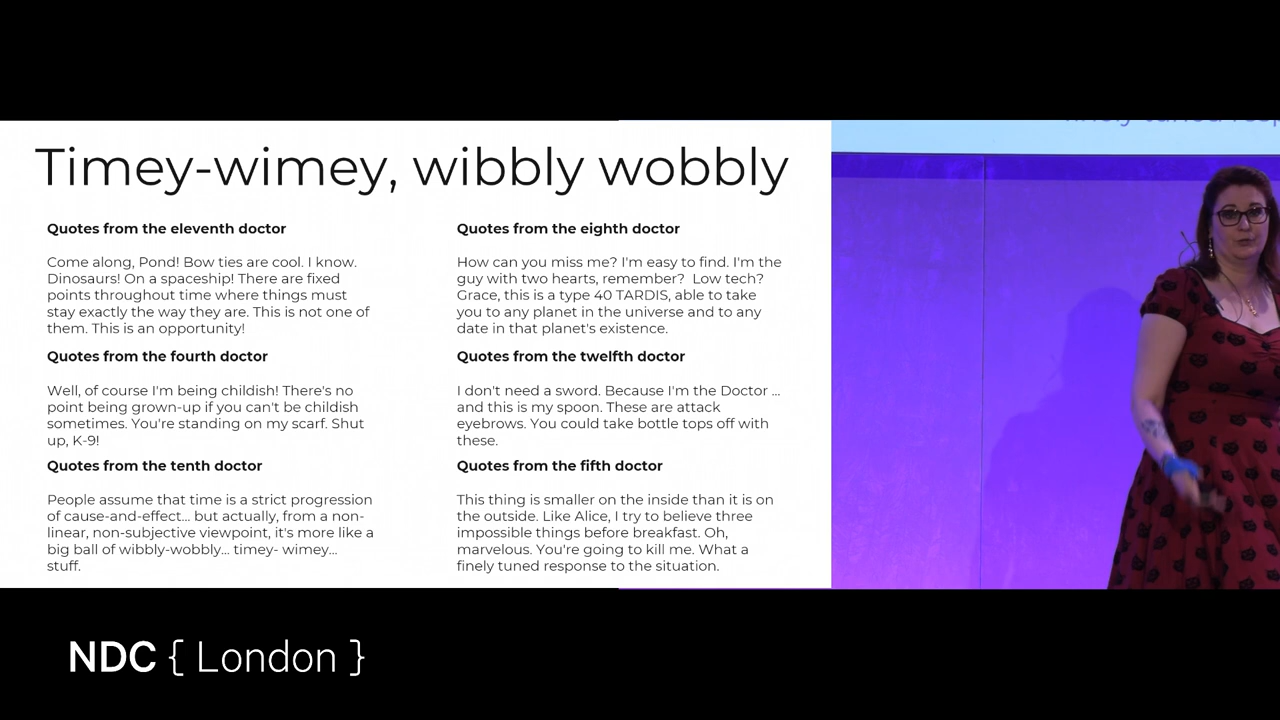 Timey-wimey, wibbly wobbly
Quotes from the eleventh doctor
Come along, Pond! Bow ties are cool. I know.
Dinosaurs! On a spaceship! There are fixed
points throughout time where things must
stay exactly the way they are. This is not one of
them. This is an opportunity!
Quotes from the fourth doctor
Well, of course I'm being childish! There's no
point being grown-up if you can't be childish
sometimes. You're standing on my scarf. Shut
up, K-9!
Quotes from the tenth doctor
People assume that time is a strict progression
of cause-and-effect... but actually, from a non-
linear, non-subjective viewpoint, it's more like a
big ball of wibbly-wobbly... timey- wimey...
stuff.
Quotes from the eighth doctor
How can you miss me? I'm easy to find. I'm the
guy with two hearts, remember?  Low tech?
Grace, this is a type 40 TARDIS, able to take
you to any planet in the universe and to any
date in that planet's existence.
Quotes from the twelfth doctor
I don't need a sword. Because I'm the Doctor ...
and this is my spoon. These are attack
eyebrows. You could take bottle tops off with
these.
Quotes from the fifth doctor
This thing is smaller on the inside than it is on
the outside. Like Alice, I try to believe three
impossible things before breakfast. Oh,
marvelous. You're going to kill me. What a
finely tuned response to the situation.
NDC { London }